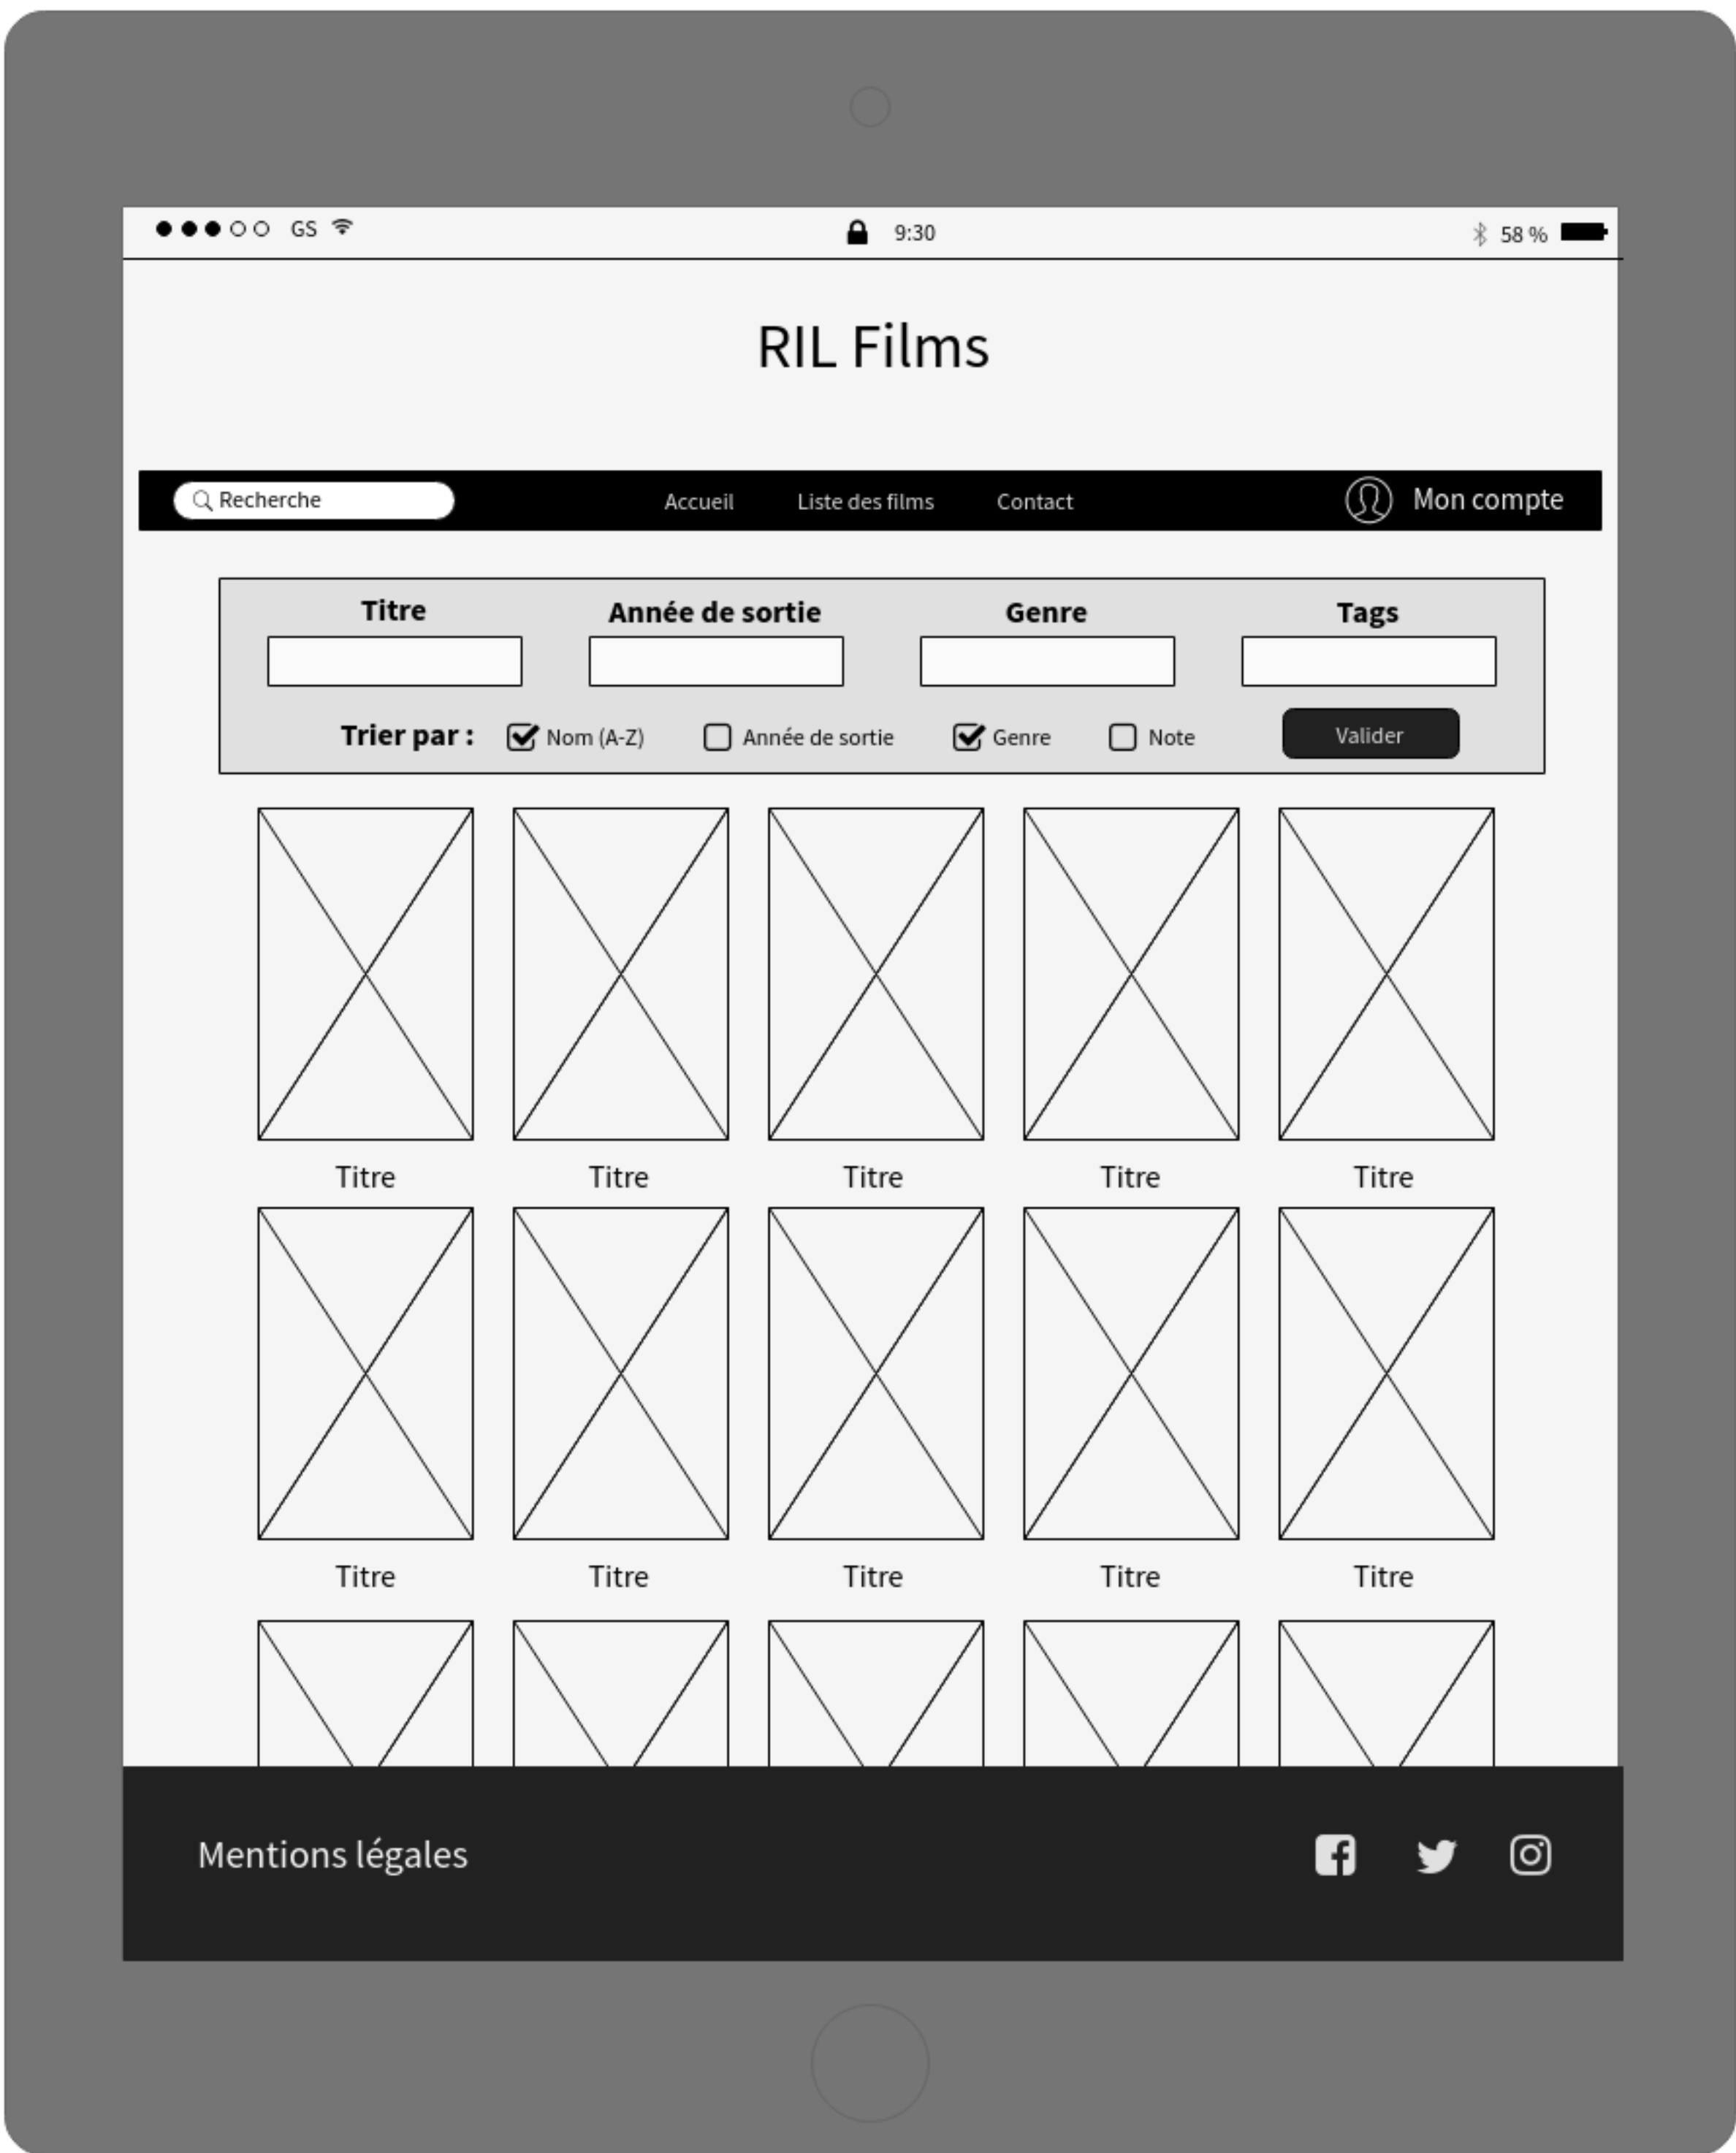 GS 9:30 58 %
RIL Films
Recherche Accueil Liste des films Contact Mon compte
Titre Année de sortie Genre Tags
Trier par : Nom (A-Z) Année de sortie Genre Note Valider
Titre Titre Titre Titre Titre
Titre Titre Titre Titre Titre
Mentions légales